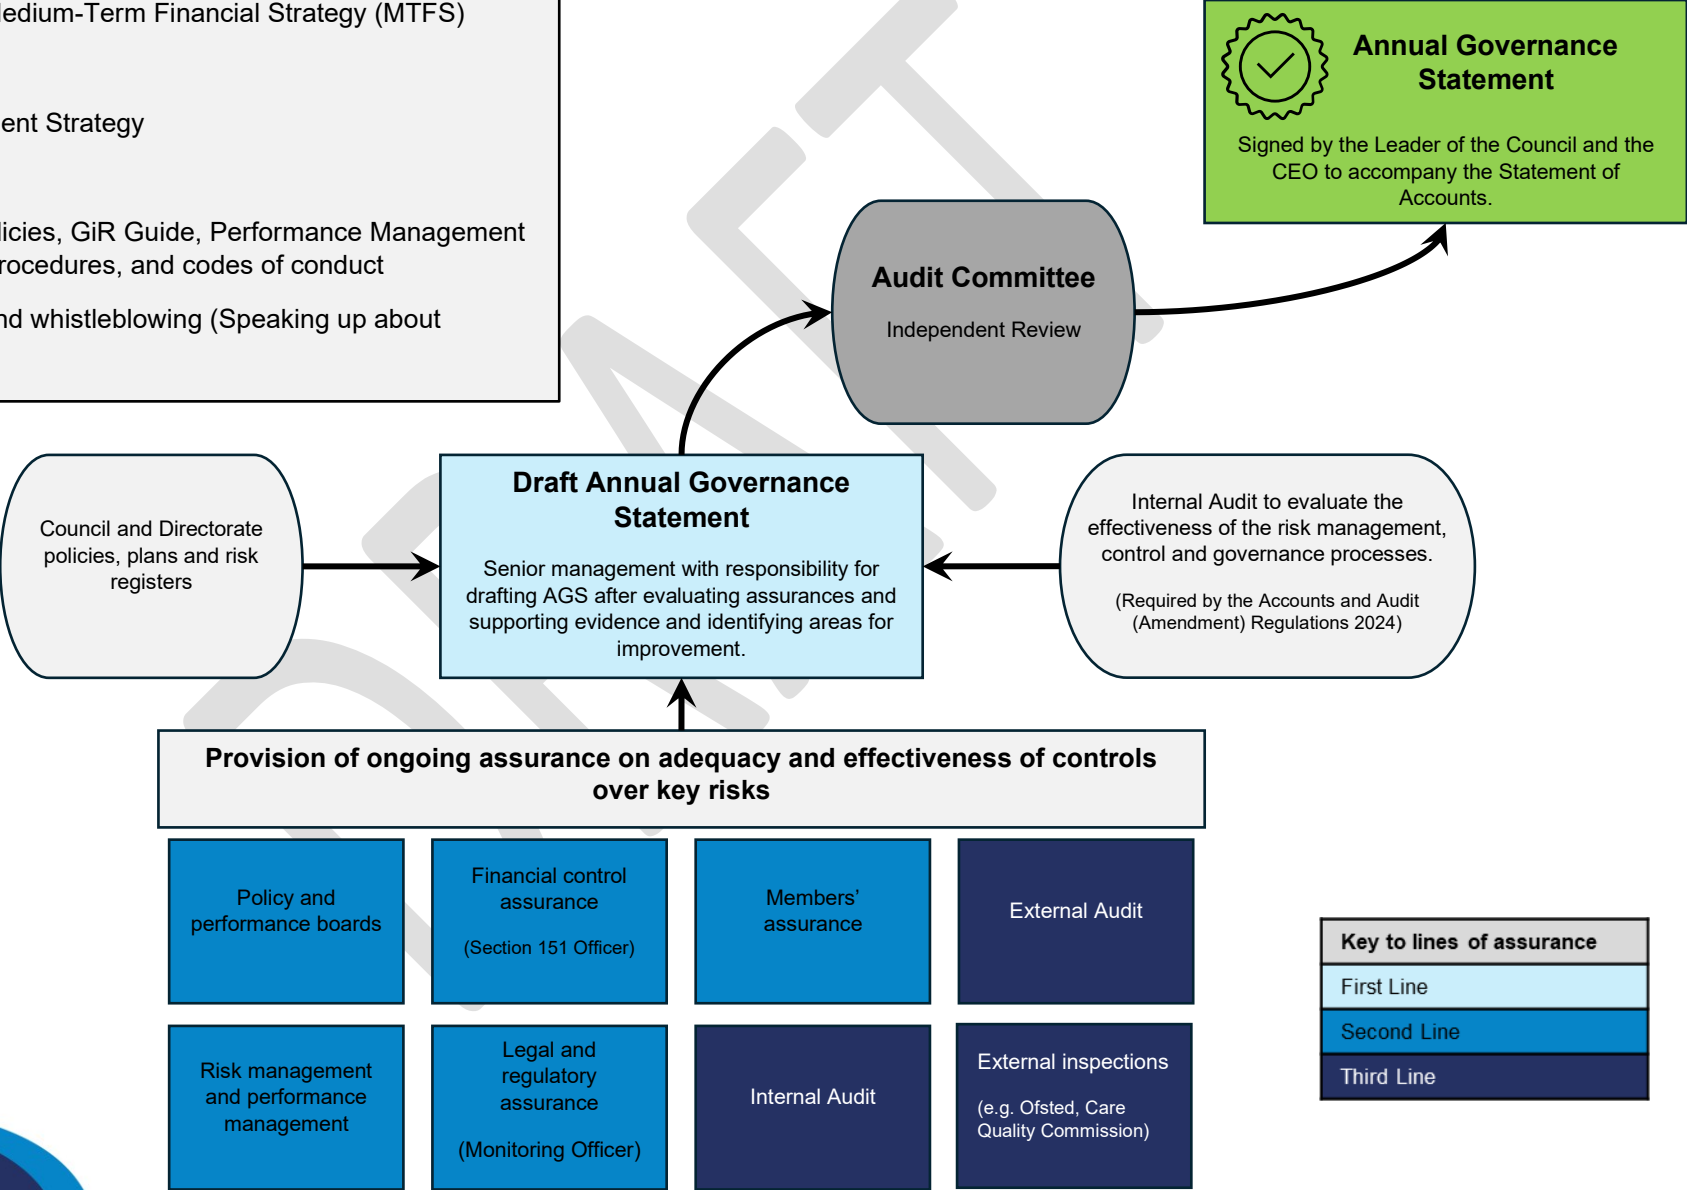 Medium-Term Financial Strategy (MTFS)
ent Strategy
licies, GiR Guide, Performance Management
rocedures, and codes of conduct
nd whistleblowing (Speaking up about
Annual Governance
Statement
Signed by the Leader of the Council and the
CEO to accompany the Statement of
Accounts.
Audit Committee
Independent Review
Council and Directorate
policies, plans and risk
registers
Draft Annual Governance
Statement
Senior management with responsibility for
drafting AGS after evaluating assurances and
supporting evidence and identifying areas for
improvement.
Internal Audit to evaluate the
effectiveness of the risk management,
control and governance processes.
(Required by the Accounts and Audit
(Amendment) Regulations 2024)
Provision of ongoing assurance on adequacy and effectiveness of controls
over key risks
Policy and
performance boards
Financial control
assurance
(Section 151 Officer)
Members’
assurance
External Audit
Risk management
and performance
management
Legal and
regulatory
assurance
(Monitoring Officer)
Internal Audit
External inspections
(e.g. Ofsted, Care
Quality Commission)
Key to lines of assurance
First Line
Second Line
Third Line
DRAFT